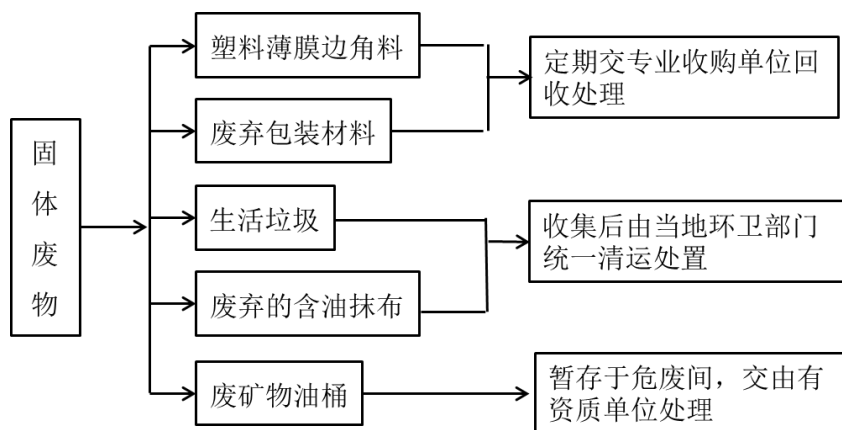 固体废物
塑料薄膜边角料
废弃包装材料
生活垃圾
废弃的含油抹布
废矿物油桶
定期交专业收购单位回
收处理
收集后由当地环卫部门
统一清运处置
暂存于危废间，交由有
资质单位处理